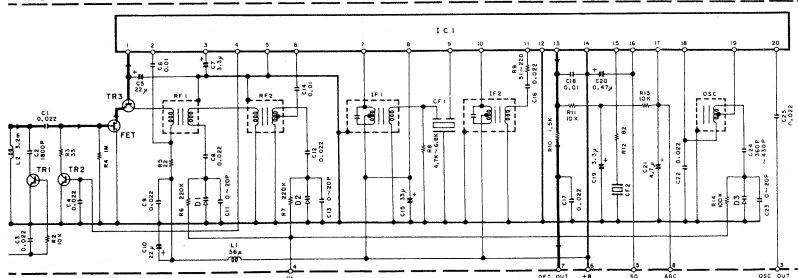 IC1
1 2 3 4 5 6 7 8 9 10 11 12 13 14 15 16 17 18 19 20
C5 22μ
C6 0.01
C7 3.3μ
C14 0.01
R9 51~220
C16 0.022
C18 0.01
C20 0.47μ
TR3
RF1
RF2
IF1
CF1
IF2
OSC
C1 0.022
FET
R11 10K
R13 10K
C25 0.022
L2 3.2m
C2 1800P
R3 33
R4 1M
C8 0.022
C12 0.022
R8 4.7K~6.8K
R10 1.5K
C19 3.3μ
R12 82
C21 4.7μ
C22 0.022
C24 360P~430P
TR1
TR2
C4 0.022
C9 0.022
R6 220K
D1
C11 0~20P
R7 220K
D2
C13 0~20P
C15 33μ
C17 0.022
CF2
R14 100K
D3
C23 0~20P
C3 0.022
R2 10K
C10 22μ
L1 56μ
4 7 6 5 8 3
DET OUT +B SD AGC OSC OUT